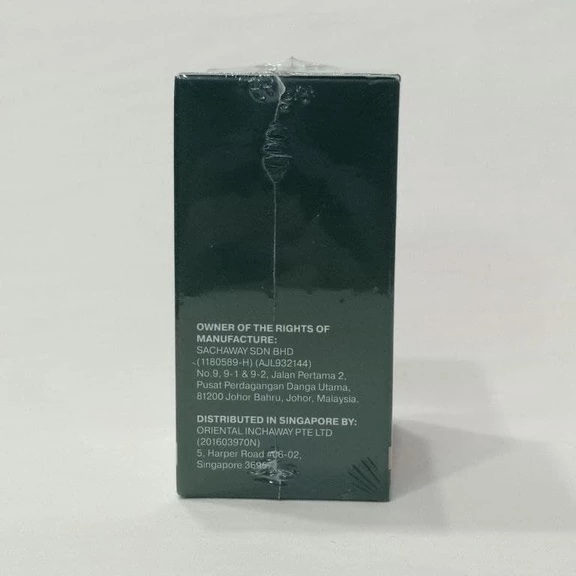 OWNER OF THE RIGHTS OF
MANUFACTURE:
SACHAWAY SDN BHD
(1180589-H) (AJL932144)
No.9, 9-1 & 9-2, Jalan Pertama 2,
Pusat Perdagangan Danga Utama,
81200 Johor Bahru, Johor, Malaysia.
DISTRIBUTED IN SINGAPORE BY:
ORIENTAL INCHAWAY PTE LTD
(201603970N)
5, Harper Road #06-02,
Singapore